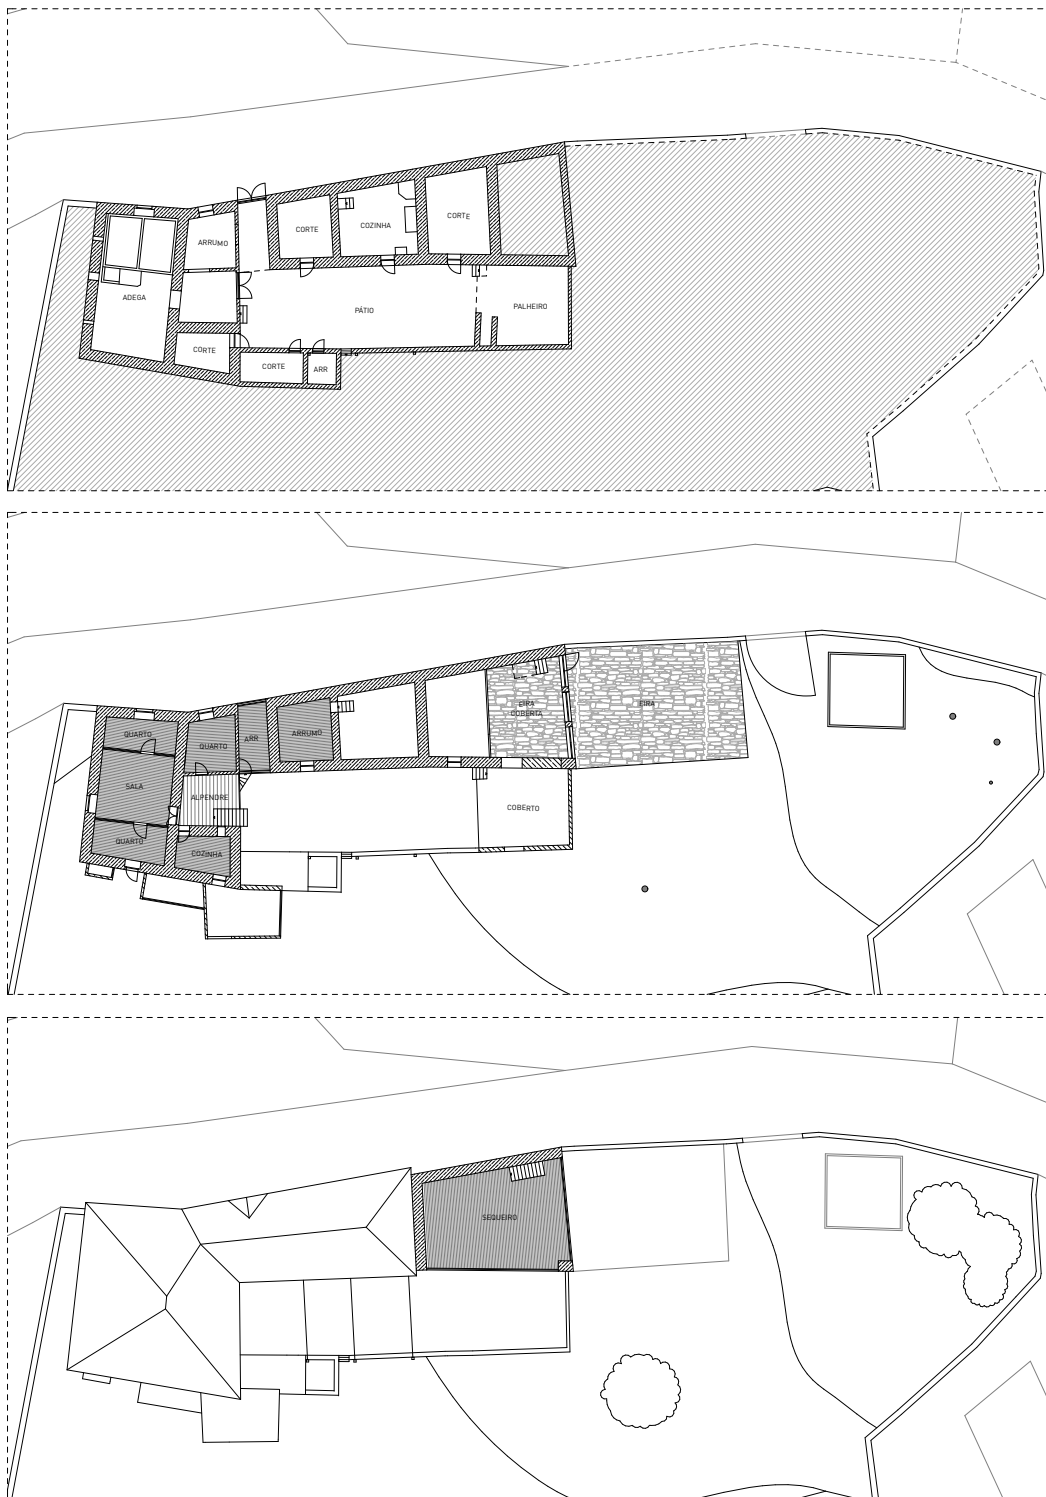 ARRUMO
CORTE
COZINHA
CORTE
ADEGA
PÁTIO
PALHEIRO
CORTE
CORTE
ARR
QUARTO
QUARTO
ARR
ARRUMO
EIRA
COBERTA
EIRA
SALA
ALPENDRE
COBERTO
QUARTO
COZINHA
SEQUEIRO